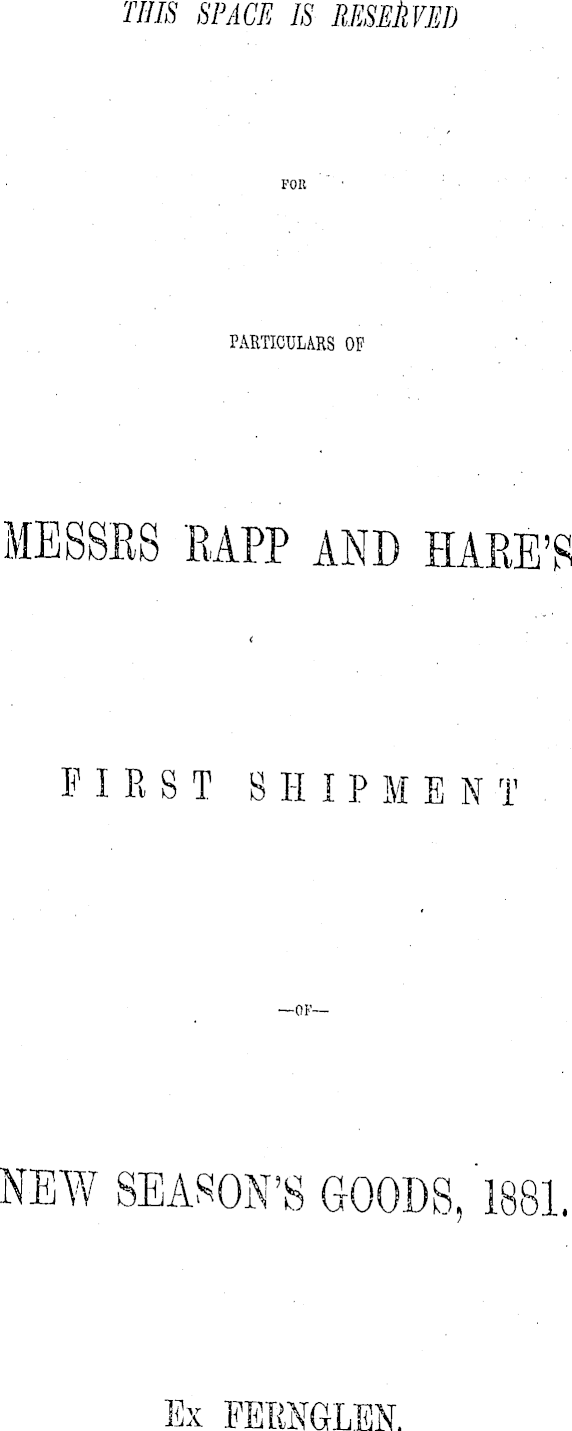 THIS SPACE IS RESERVED
FOR
PARTICULARS OF
MESSRS RAPP AND HARE'S
FIRST SHIPMENT
—OF—
NEW SEASON'S GOODS, 1881.
Ex FERNGLEN.